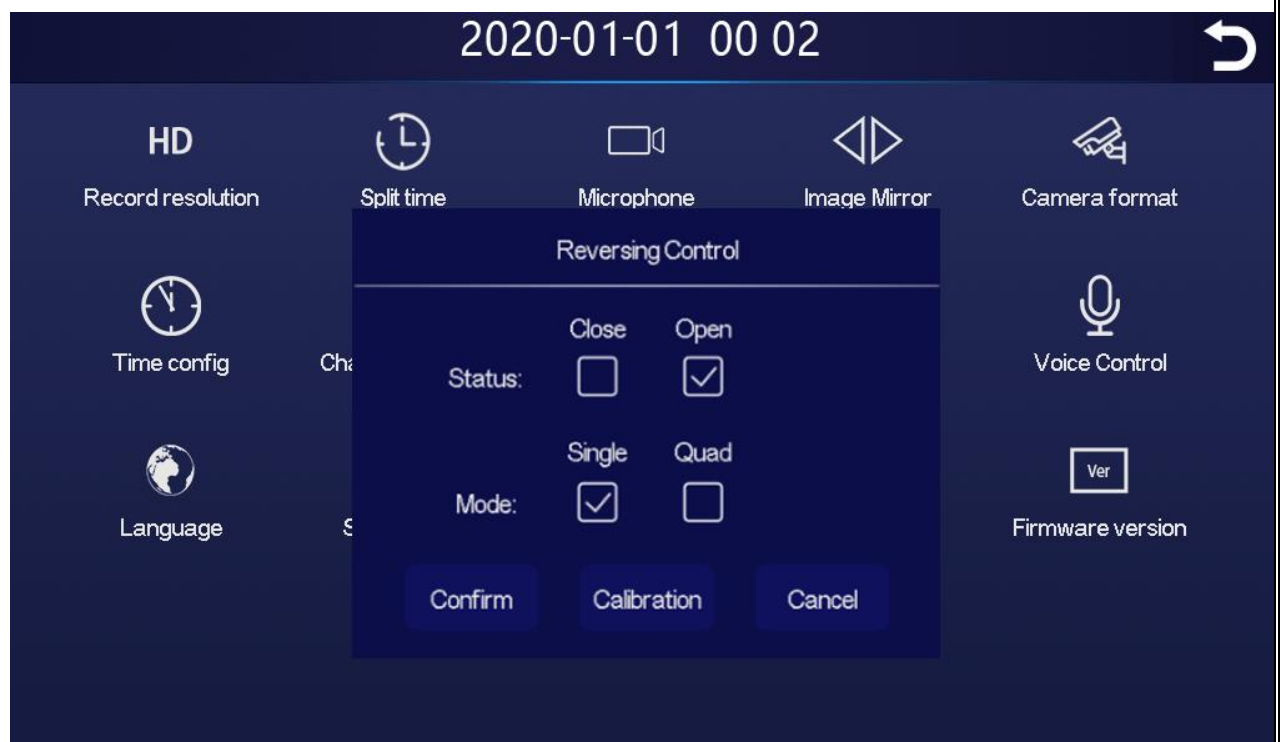 2020-01-01 00 02
HD
Record resolution
Split time
Microphone
Image Mirror
Camera format
Reversing Control
Close Open
Status:
Single Quad
Mode:
Confirm Calibration Cancel
Time config
Voice Control
Language
Ver
Firmware version